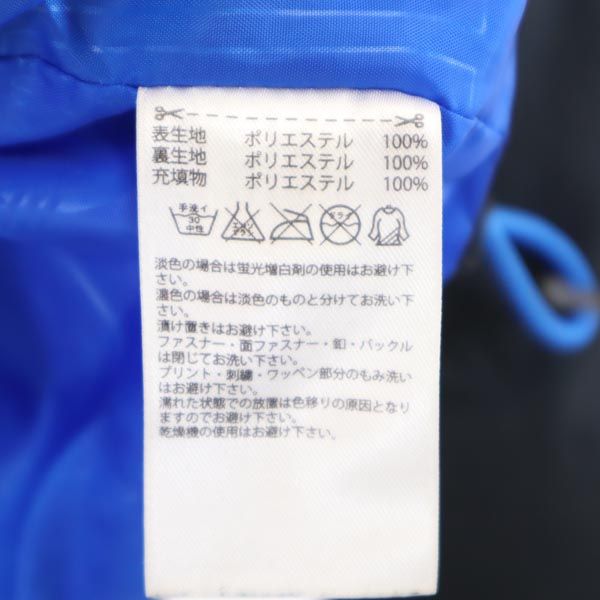 表生地 ポリエステル 100%
裏生地 ポリエステル 100%
充填物 ポリエステル 100%
手洗イ 30 中性 エンソサラシ ドライ
淡色の場合は蛍光増白剤の使用はお避け下
さい。
濃色の場合は淡色のものと分けてお洗い下
さい。
漬け置きはお避け下さい。
ファスナー・面ファスナー・釦・バックル
は閉じてお洗い下さい。
プリント・刺繍・ワッペン部分のもみ洗い
はお避け下さい。
濡れた状態での放置は色移りの原因となり
ますのでお避け下さい。
乾燥機の使用はお避け下さい。